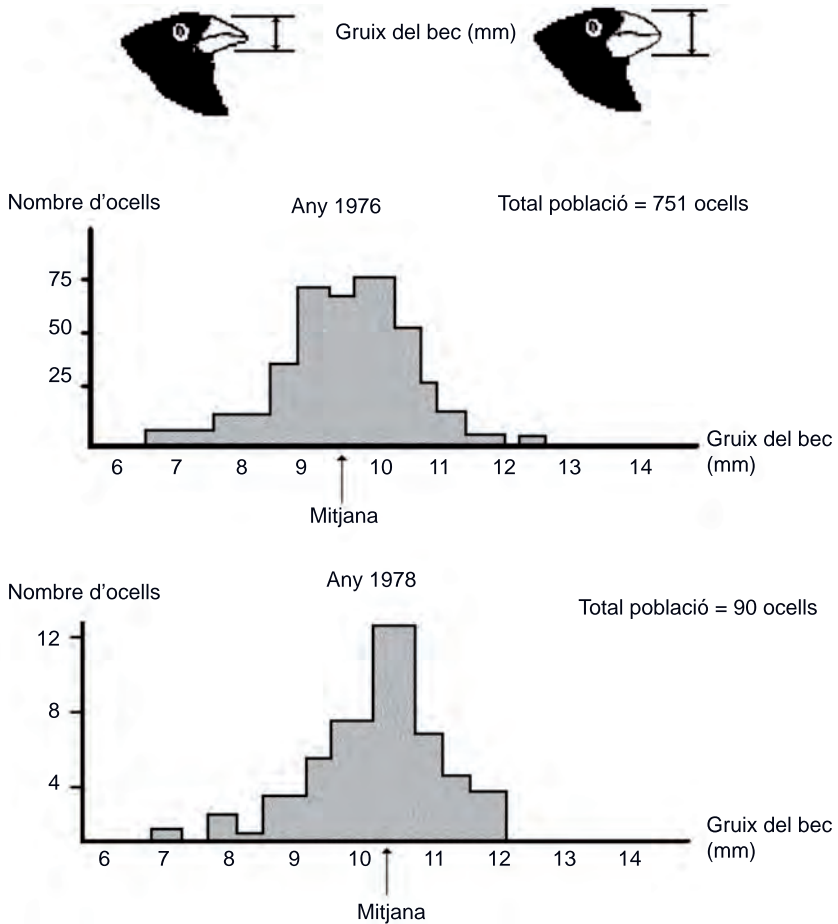 Gruix del bec (mm)
Nombre d'ocells
Any 1976
Total població = 751 ocells
75
50
25
6 7 8 9 10 11 12 13 14
Gruix del bec
(mm)
Mitjana
Nombre d'ocells
Any 1978
Total població = 90 ocells
12
8
4
6 7 8 9 10 11 12 13 14
Gruix del bec
(mm)
Mitjana